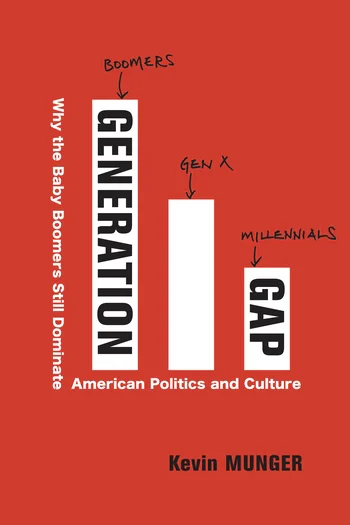 BOOMERS
GEN X
MILLENNIALS
GENERATION
GAP
Why the Baby Boomers Still Dominate
American Politics and Culture
Kevin MUNGER